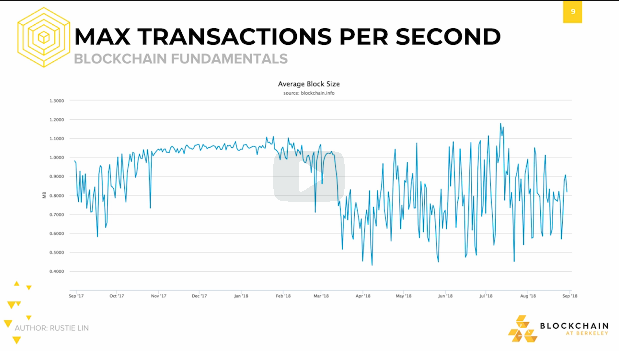 9
MAX TRANSACTIONS PER SECOND
BLOCKCHAIN FUNDAMENTALS
Average Block Size
source: blockchain.info
1.3000
1.2000
1.1000
1.0000
0.9000
0.8000
0.7000
0.6000
0.5000
0.4000
MB
Sep '17 Oct '17 Nov '17 Dec '17 Jan '18 Feb '18 Mar '18 Apr '18 May '18 Jun '18 Jul '18 Aug '18 Sep '18
AUTHOR: RUSTIE LIN
BLOCKCHAIN
AT BERKELEY